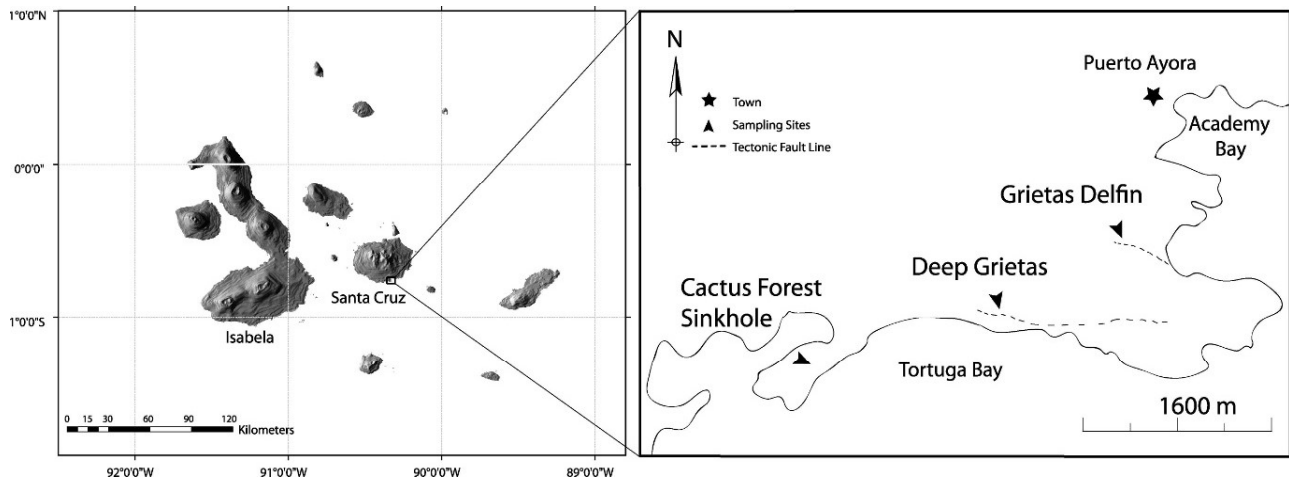 1°0'0"N
0°0'0"
1°0'0"S
92°0'0"W
91°0'0"W
90°0'0"W
89°0'0"W
Isabela
Santa Cruz
0 15 30 60 90 120
Kilometers
N
Town
Sampling Sites
Tectonic Fault Line
Puerto Ayora
Academy
Bay
Grietas Delfin
Deep Grietas
Cactus Forest
Sinkhole
Tortuga Bay
1600 m